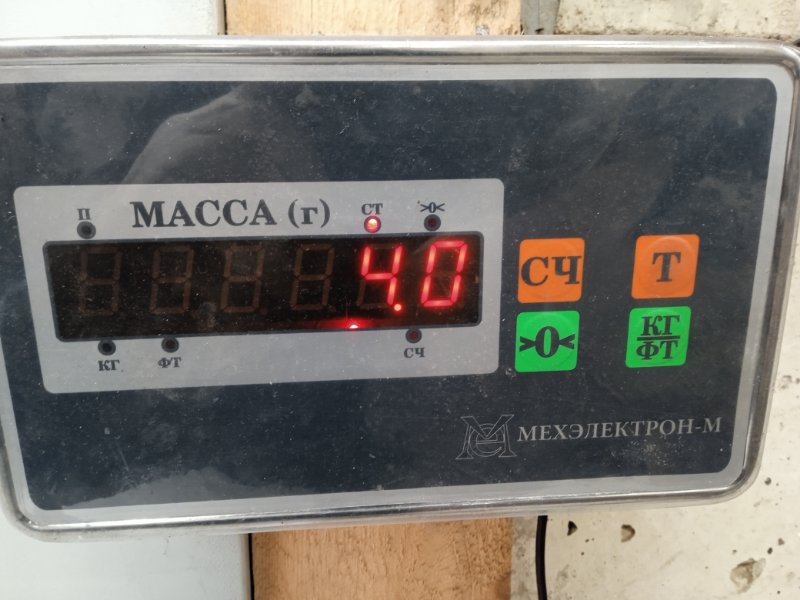 П МАССА (г) СТ >0<
4.0
КГ ФТ СЧ
СЧ Т
>0< КГ/ФТ
МЕХЭЛЕКТРОН-М